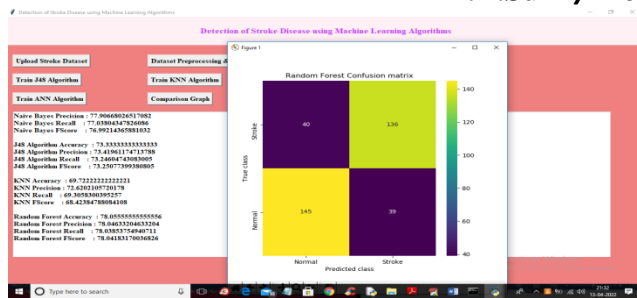 Detection of Stroke Disease using Machine Learning Algorithms
Detection of Stroke Disease using Machine Learning Algorithms
Upload Stroke Dataset
Dataset Preprocessing &
Train J48 Algorithm
Train KNN Algorithm
Train ANN Algorithm
Comparison Graph
Naive Bayes Precision : 77.90668026517082
Naive Bayes Recall : 77.03804347826086
Naive Bayes FScore : 76.99214365881032
J48 Algorithm Accuracy : 73.33333333333333
J48 Algorithm Precision : 73.41961174713788
J48 Algorithm Recall : 73.24604743083005
J48 Algorithm FScore : 73.25077399380805
KNN Accuracy : 69.72222222222221
KNN Precision : 72.6202105720178
KNN Recall : 69.3058300395257
KNN FScore : 68.42384788084108
Random Forest Accuracy : 78.05555555555556
Random Forest Precision : 78.04633204633204
Random Forest Recall : 78.03853754940711
Random Forest FScore : 78.04183170036826
Figure 1
Random Forest Confusion matrix
True class
Stroke
Normal
40
136
145
39
Normal
Stroke
Predicted class
140
120
100
80
60
40
Type here to search
21:32
13-04-2022